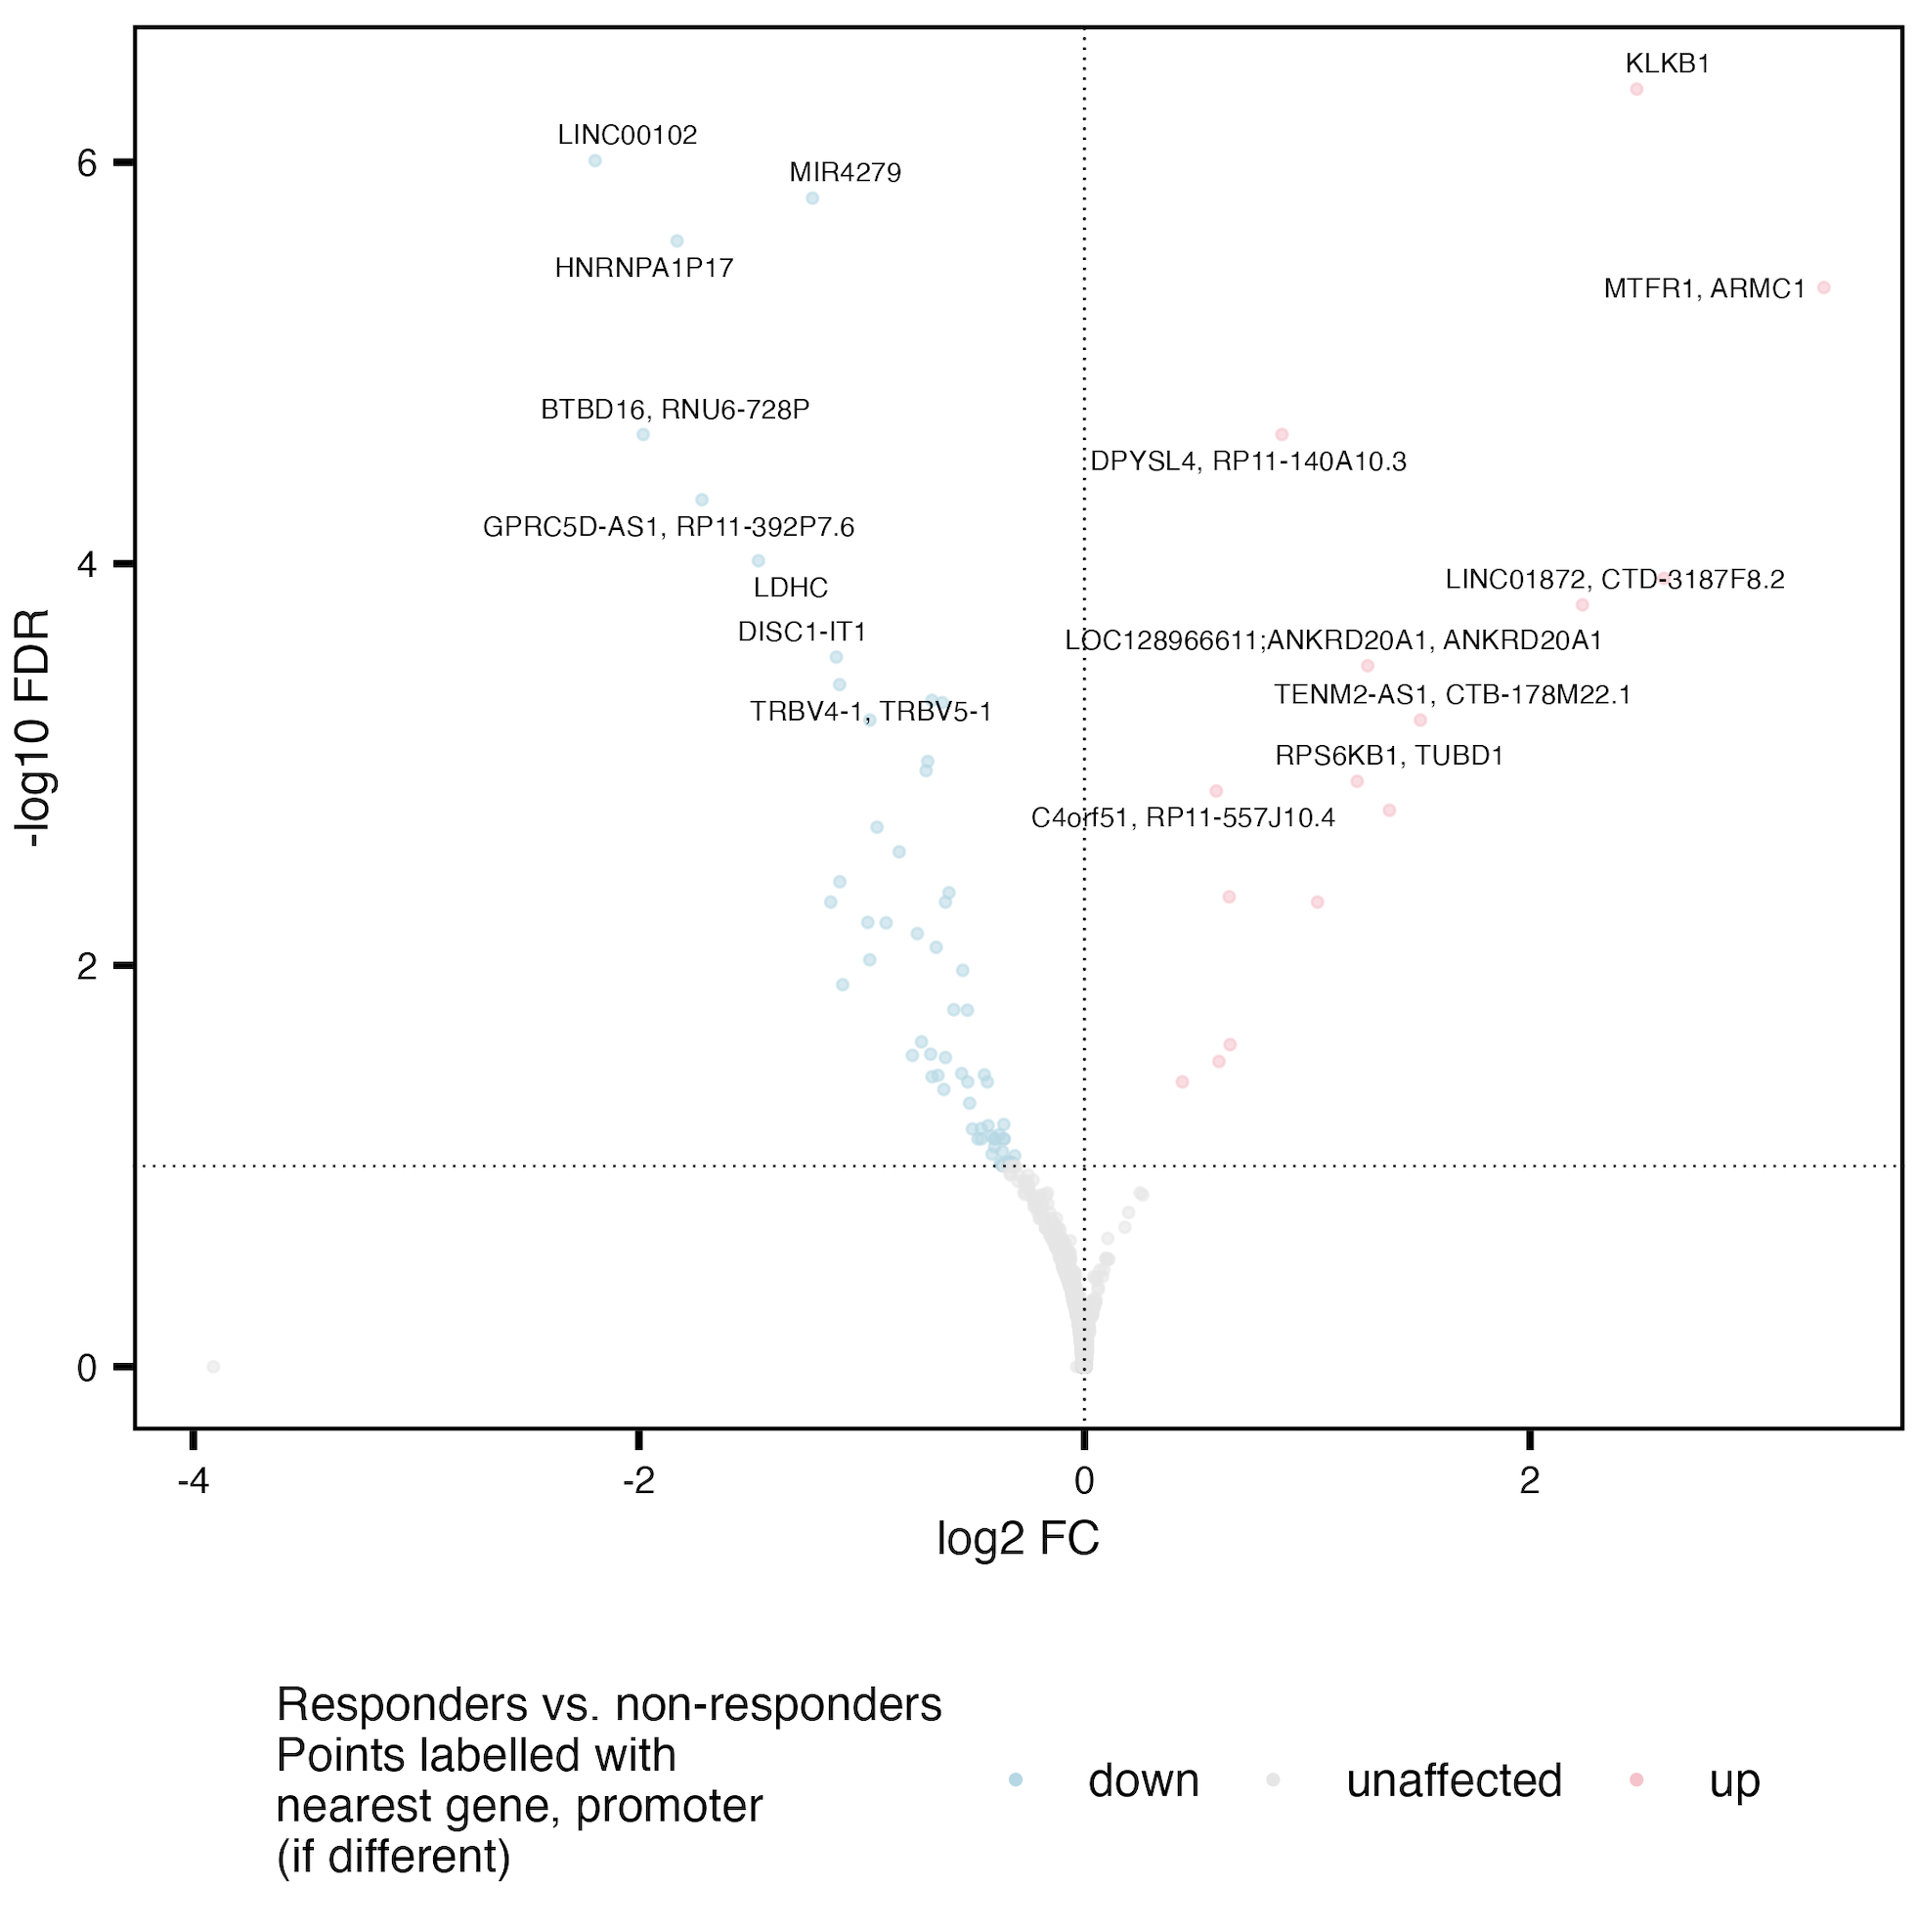 KLKB1
LINC00102
6
MIR4279
HNRNPA1P17
MTFR1, ARMC1
BTBD16, RNU6-728P
DPYSL4, RP11-140A10.3
GPRC5D-AS1, RP11-392P7.6
4
LINC01872, CTD-3187F8.2
LDHC
DISC1-IT1
LOC128966611;ANKRD20A1, ANKRD20A1
TENM2-AS1, CTB-178M22.1
TRBV4-1, TRBV5-1
-log10 FDR
RPS6KB1, TUBD1
C4orf51, RP11-557J10.4
2
0
-4
-2
0
2
log2 FC
Responders vs. non-responders
Points labelled with
nearest gene, promoter
(if different)
down
unaffected
up